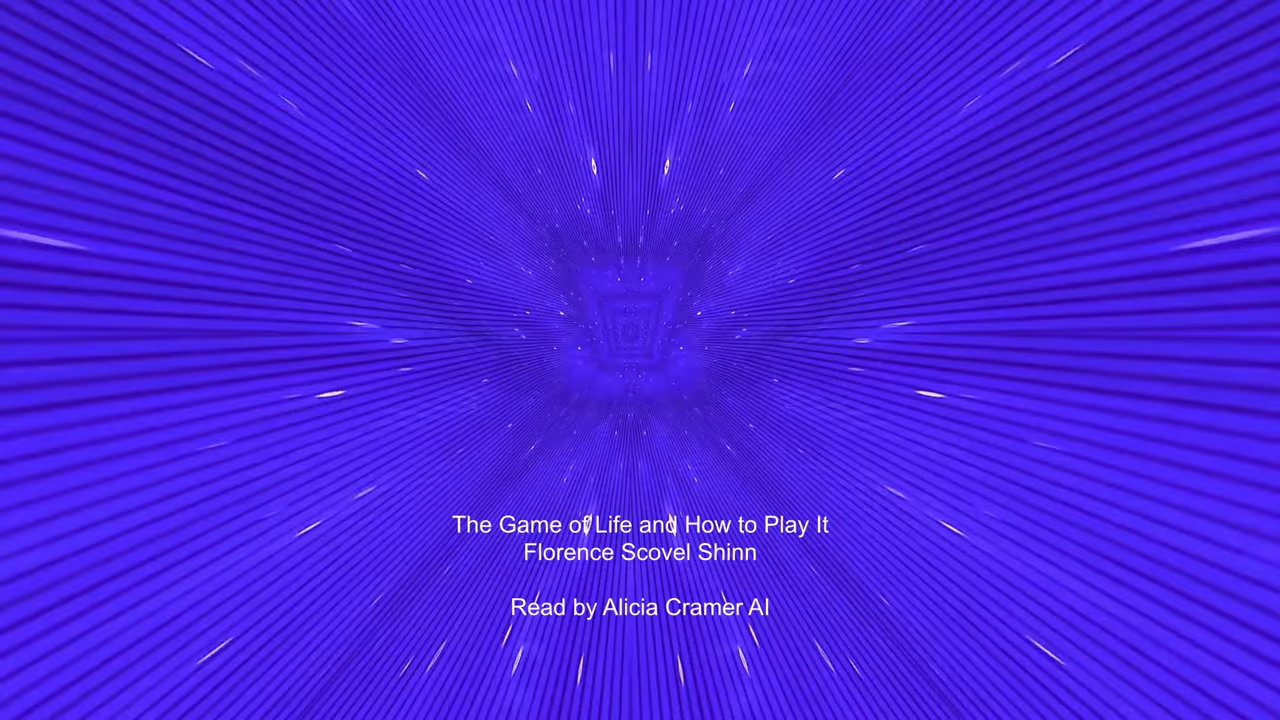 The Game of Life and How to Play It
Florence Scovel Shinn
Read by Alicia Cramer AI